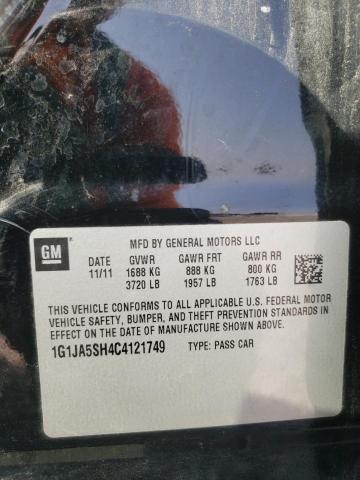 GM
MFD BY GENERAL MOTORS LLC
DATE GVWR GAWR FRT GAWR RR
11/11 1688 KG 888 KG 800 KG
3720 LB 1957 LB 1763 LB
THIS VEHICLE CONFORMS TO ALL APPLICABLE U.S. FEDERAL MOTOR
VEHICLE SAFETY, BUMPER, AND THEFT PREVENTION STANDARDS IN
EFFECT ON THE DATE OF MANUFACTURE SHOWN ABOVE.
1G1JA5SH4C4121749 TYPE: PASS CAR